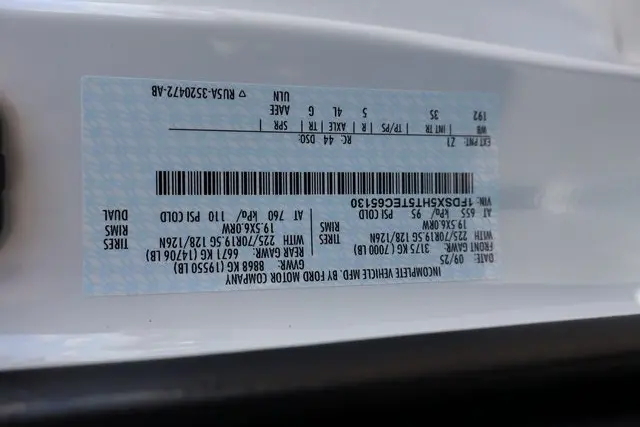 INCOMPLETE VEHICLE MFD. BY FORD MOTOR COMPANY
DATE: 09/25 GVWR: 8868 KG (19550 LB)
FRONT GAWR: 3175 KG (7000 LB) REAR GAWR: 6671 KG (14706 LB)
WITH 225/70R19.5G 128/126N TIRES WITH 225/70R19.5G 128/126N TIRES
19.5X6.0RW RIMS 19.5X6.0RW RIMS
AT 655 kPa/ 95 PSI COLD AT 760 kPa/ 110 PSI COLD DUAL
VIN: 1FDSX5HT5TEC65130
EXT PNT: Z1 RC: 44 DSO:
WB INT TR TP/PS R AXLE TR SPR
192 3S 5 4L G AAEE
ULN ▽ RU5A-3520472-AB